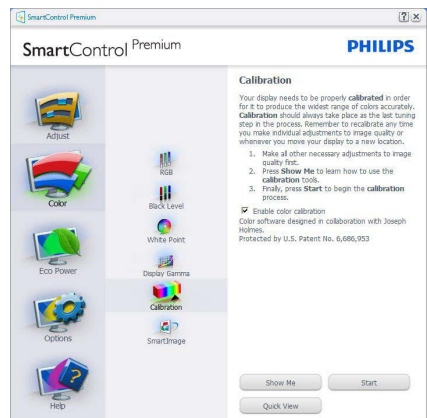 SmartControl Premium
SmartControl Premium
PHILIPS
Adjust
Color
Eco Power
Options
Help
RGB
Black Level
White Point
Display Gamma
Calibration
SmartImage
Calibration
Your display needs to be properly calibrated in order
for it to produce the widest range of colors accurately.
Calibration should always take place as the last tuning
step in the process. Remember to recalibrate any time
you make individual adjustments to image quality or
whenever you move your display to a new location.
1. Make all other necessary adjustments to image
quality first.
2. Press Show Me to learn how to use the
calibration tools.
3. Finally, press Start to begin the calibration
process.
Enable color calibration
Color software designed in collaboration with Joseph
Holmes.
Protected by U.S. Patent No. 6,686,953
Show Me
Start
Quick View